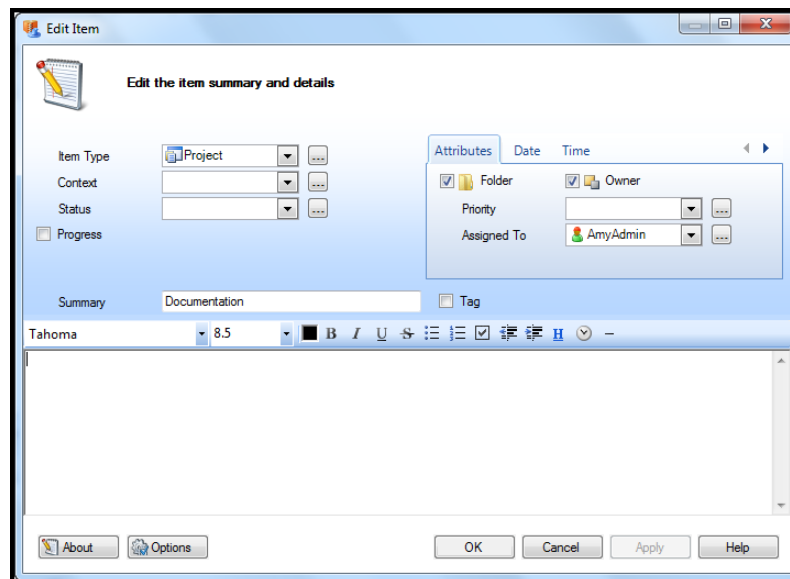 Edit Item
Edit the item summary and details
Item Type Project
Context
Status
Progress
Attributes Date Time
Folder Owner
Priority
Assigned To AmyAdmin
Summary Documentation
Tag
Tahoma 8.5 B I U S H
About Options OK Cancel Apply Help